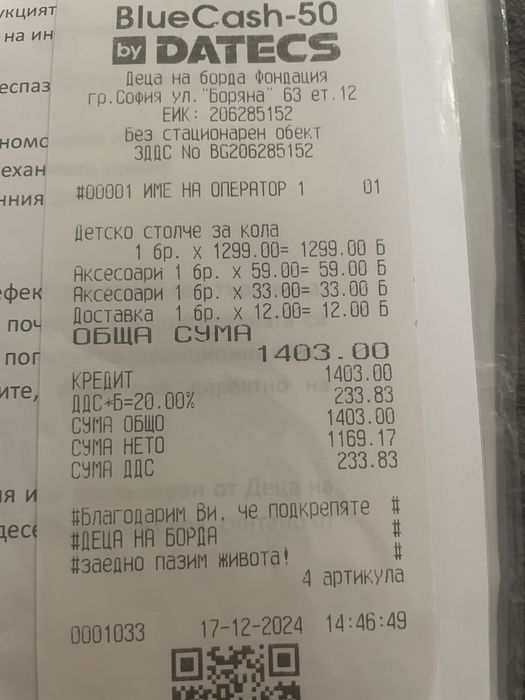 BlueCash-50
by DATECS
Деца на борда Фондация
гр.София ул."Боряна" 63 ет.12
ЕИК: 206285152
Без стационарен обект
ЗДДС No BG206285152
#00001 ИМЕ НА ОПЕРАТОР 1 01
Детско столче за кола
1 бр. x 1299.00= 1299.00 Б
Аксесоари 1 бр. x 59.00= 59.00 Б
Аксесоари 1 бр. x 33.00= 33.00 Б
Доставка 1 бр. x 12.00= 12.00 Б
ОБЩА СУМА
1403.00
КРЕДИТ 1403.00
ДДС*Б=20.00% 233.83
СУМА ОБЩО 1403.00
СУМА НЕТО 1169.17
СУМА ДДС 233.83
#Благодарим Ви, че подкрепяте #
#ДЕЦА НА БОРДА #
#заедно пазим живота! #
4 артикула
0001033 17-12-2024 14:46:49